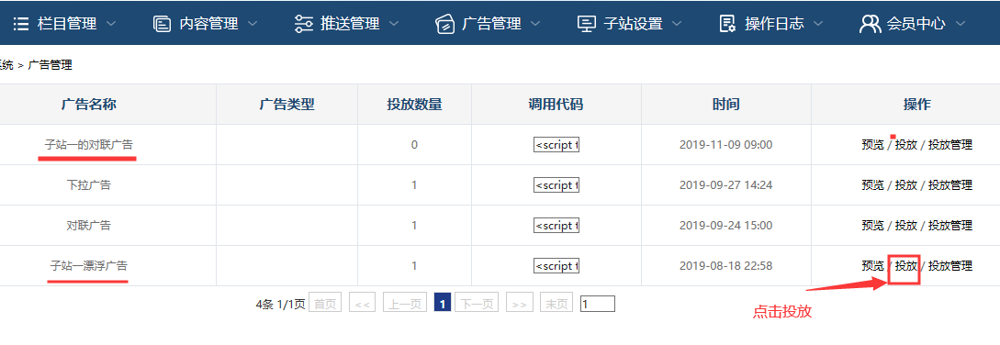 栏目管理 内容管理 推送管理 广告管理 子站设置 操作日志 会员中心
系统 > 广告管理
广告名称 广告类型 投放数量 调用代码 时间 操作
子站一的对联广告 0 <script t 2019-11-09 09:00 预览 / 投放 / 投放管理
下拉广告 1 <script t 2019-09-27 14:24 预览 / 投放 / 投放管理
对联广告 1 <script t 2019-09-24 15:00 预览 / 投放 / 投放管理
子站一漂浮广告 1 <script t 2019-08-18 22:58 预览 / 投放 / 投放管理
4条 1/1页 首页 << 上一页 1 下一页 >> 末页 1
点击投放